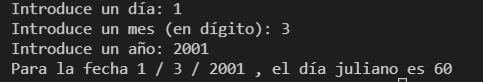 Introduce un día: 1
Introduce un mes (en dígito): 3
Introduce un año: 2001
Para la fecha 1 / 3 / 2001 , el día juliano es 60